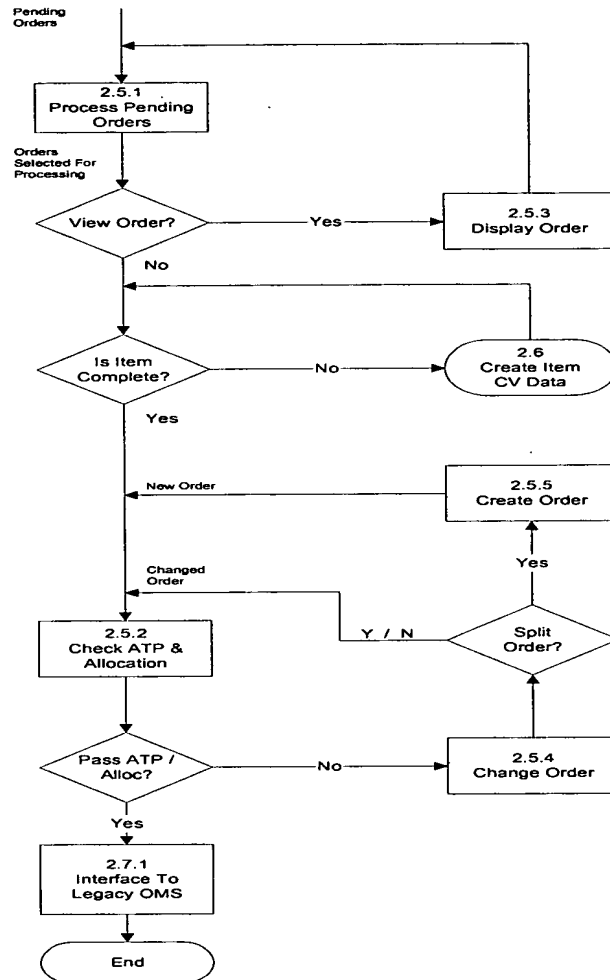 Pending
Orders
2.5.1
Process Pending
Orders
Orders
Selected For
Processing
View Order?
Yes
2.5.3
Display Order
No
Is Item
Complete?
No
2.6
Create Item
CV Data
Yes
New Order
2.5.5
Create Order
Yes
Changed
Order
Y / N
Split
Order?
2.5.2
Check ATP &
Allocation
Pass ATP /
Alloc?
No
2.5.4
Change Order
Yes
2.7.1
Interface To
Legacy OMS
End